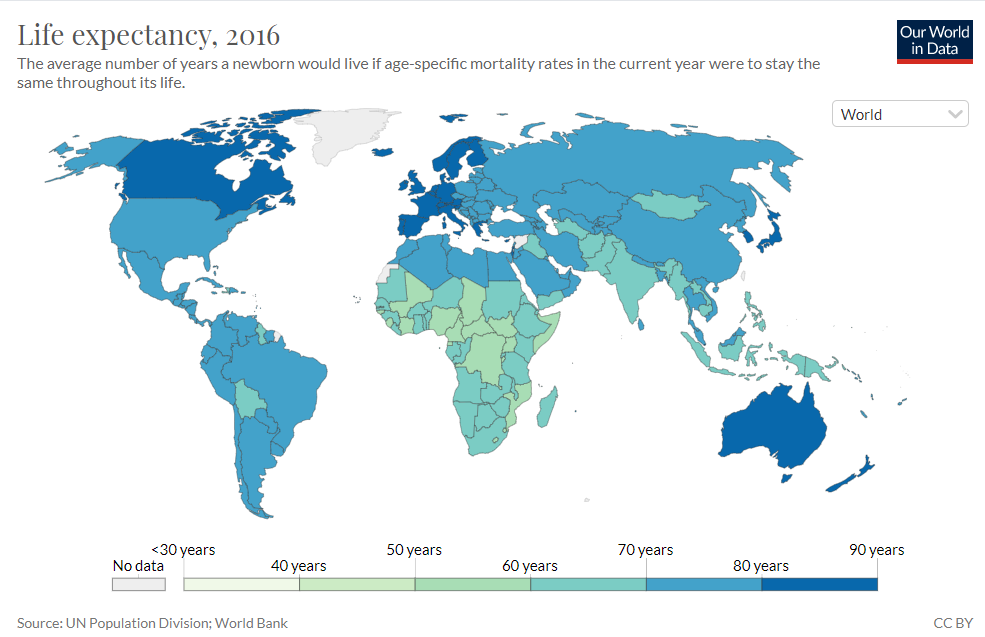 Life expectancy, 2016
Our World
in Data
The average number of years a newborn would live if age-specific mortality rates in the current year were to stay the
same throughout its life.
World
<30 years
50 years
70 years
90 years
No data
40 years
60 years
80 years
Source: UN Population Division; World Bank
CC BY